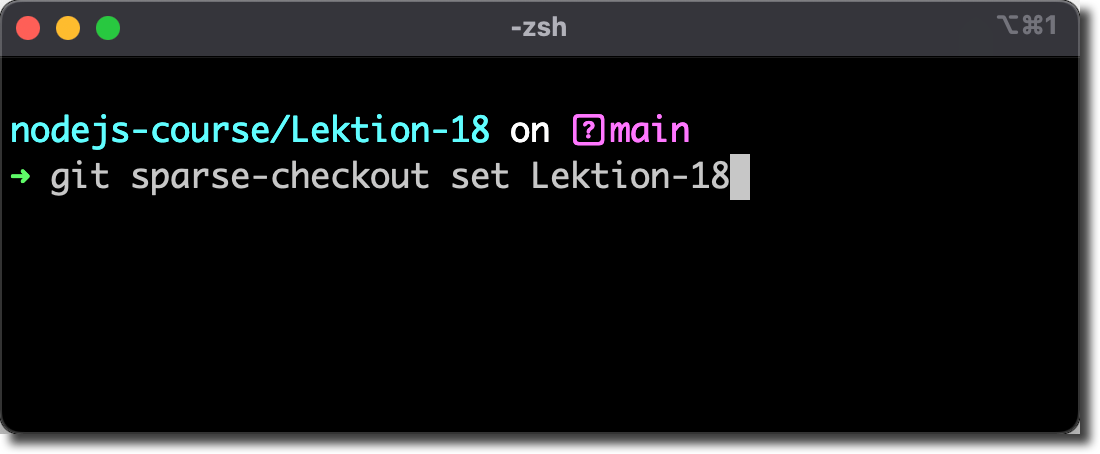 -zsh
⌥⌘1
nodejs-course/Lektion-18 on [?]main
➜ git sparse-checkout set Lektion-18